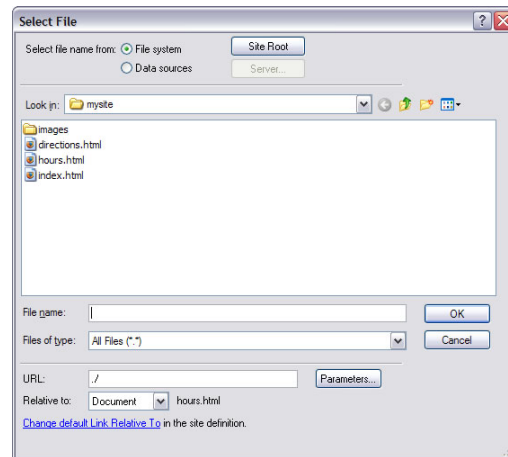 Select File
Select file name from: File system Site Root
Data sources Server...
Look in: mysite
images
directions.html
hours.html
index.html
File name: OK
Files of type: All Files (*.*) Cancel
URL: ./ Parameters...
Relative to: Document hours.html
Change default Link Relative To in the site definition.